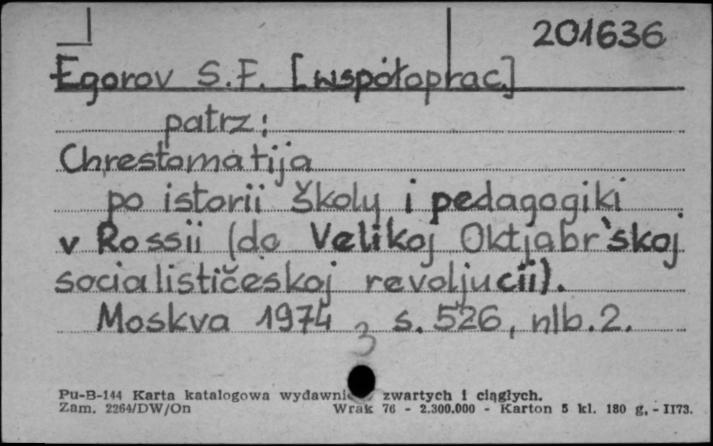 201636
Egorov S.F. [współoprac.]
patrz:
Chrestomatija
po istorii školy i pedagogiki
v Rossii (do Velikoj Oktjabr'skoj
socialističeskoj revoljucii).
Moskva 1974 s. 526, nlb. 2.
3
Pu-B-144 Karta katalogowa zwartych i ciągłych.
Zam. 2264/DW/On Wrak 76 - 2.300.000 - Karton 5 kl. 180 g. - II73.